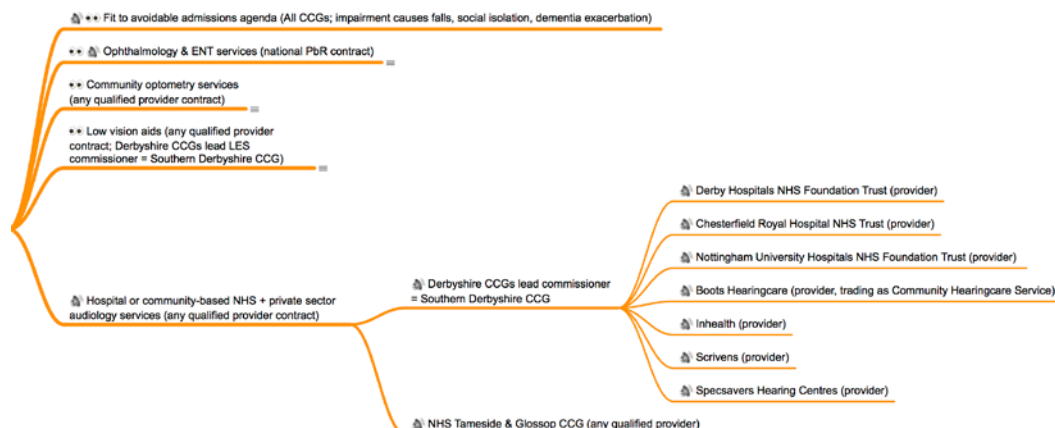 Fit to avoidable admissions agenda (All CCGs; impairment causes falls, social isolation, dementia exacerbation)
Ophthalmology & ENT services (national PbR contract)
Community optometry services
(any qualified provider contract)
Low vision aids (any qualified provider
contract; Derbyshire CCGs lead LES
commissioner = Southern Derbyshire CCG)
Hospital or community-based NHS + private sector
audiology services (any qualified provider contract)
Derbyshire CCGs lead commissioner
= Southern Derbyshire CCG
Derby Hospitals NHS Foundation Trust (provider)
Chesterfield Royal Hospital NHS Trust (provider)
Nottingham University Hospitals NHS Foundation Trust (provider)
Boots Hearingcare (provider, trading as Community Hearingcare Service)
Inhealth (provider)
Scrivens (provider)
Specsavers Hearing Centres (provider)
NHS Tameside & Glossop CCG (any qualified provider)